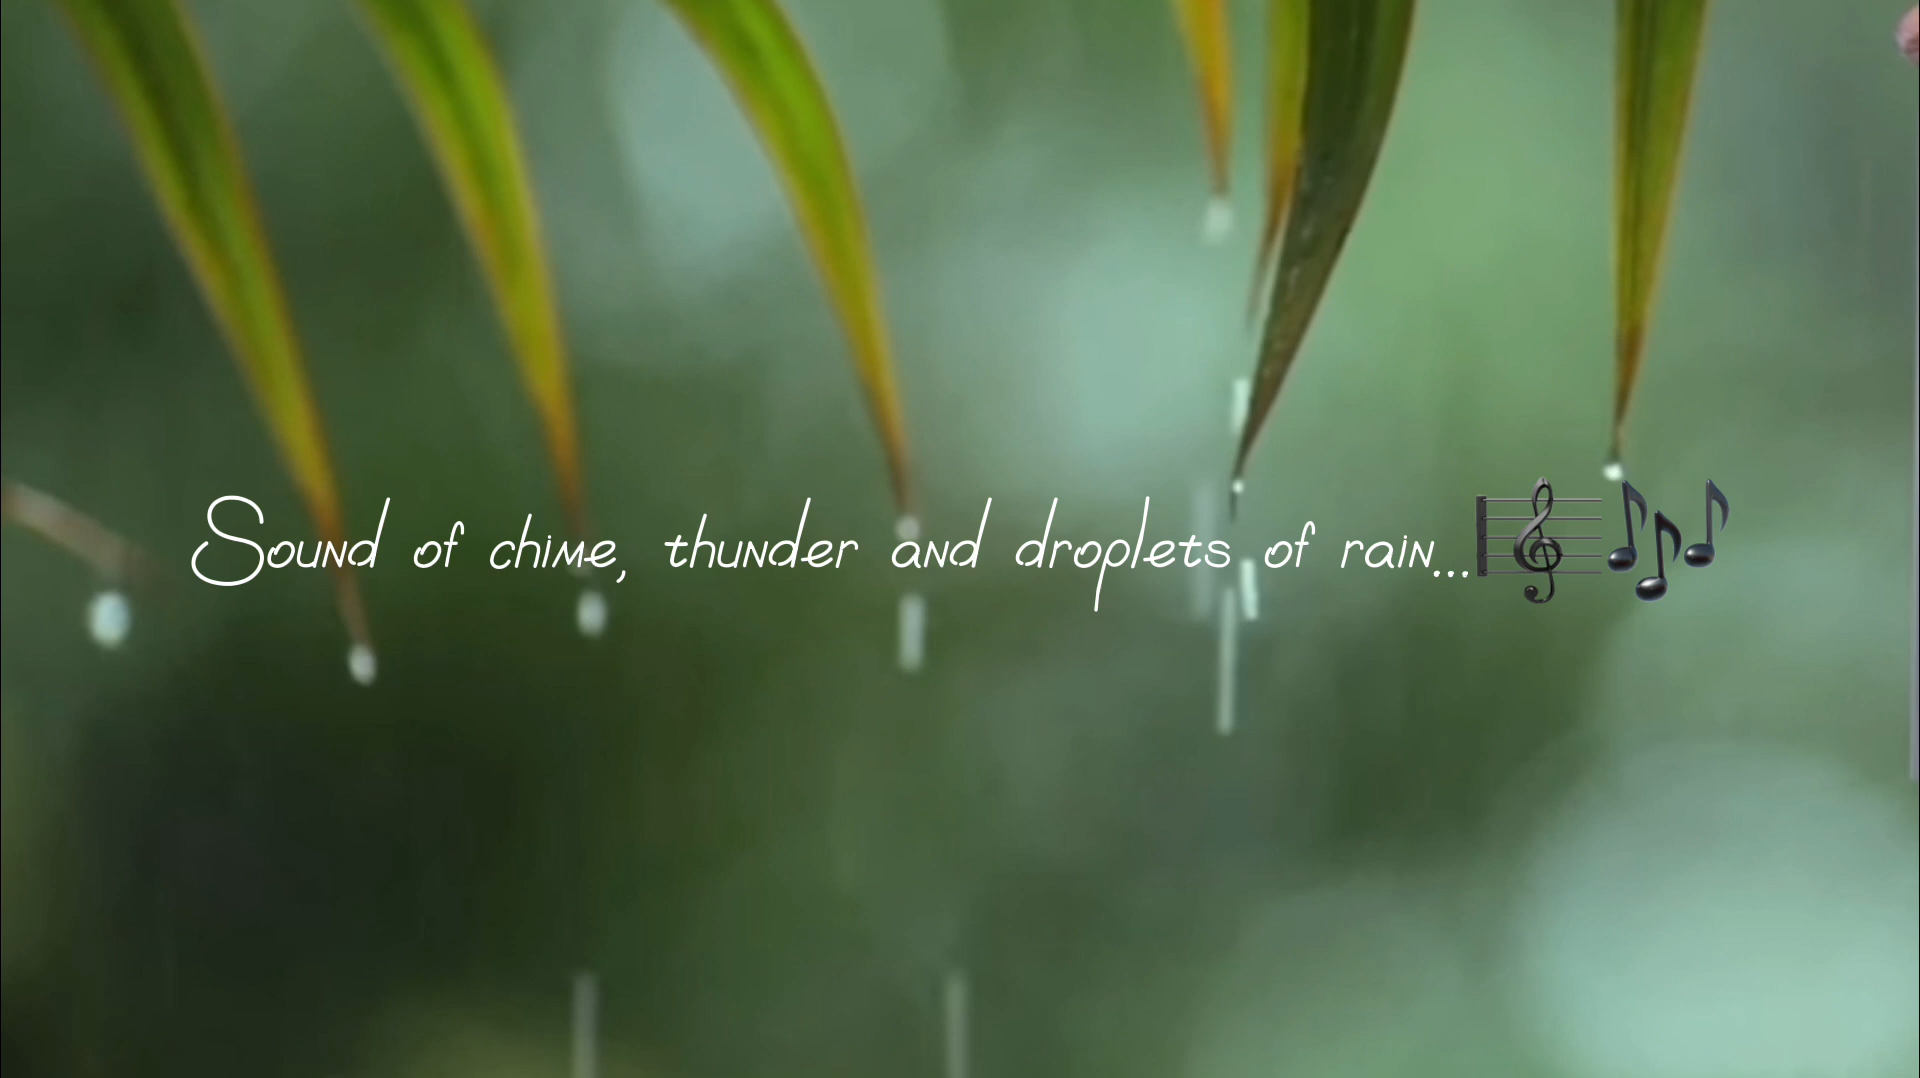 Sound of chime, thunder and droplets of rain...🎼🎶